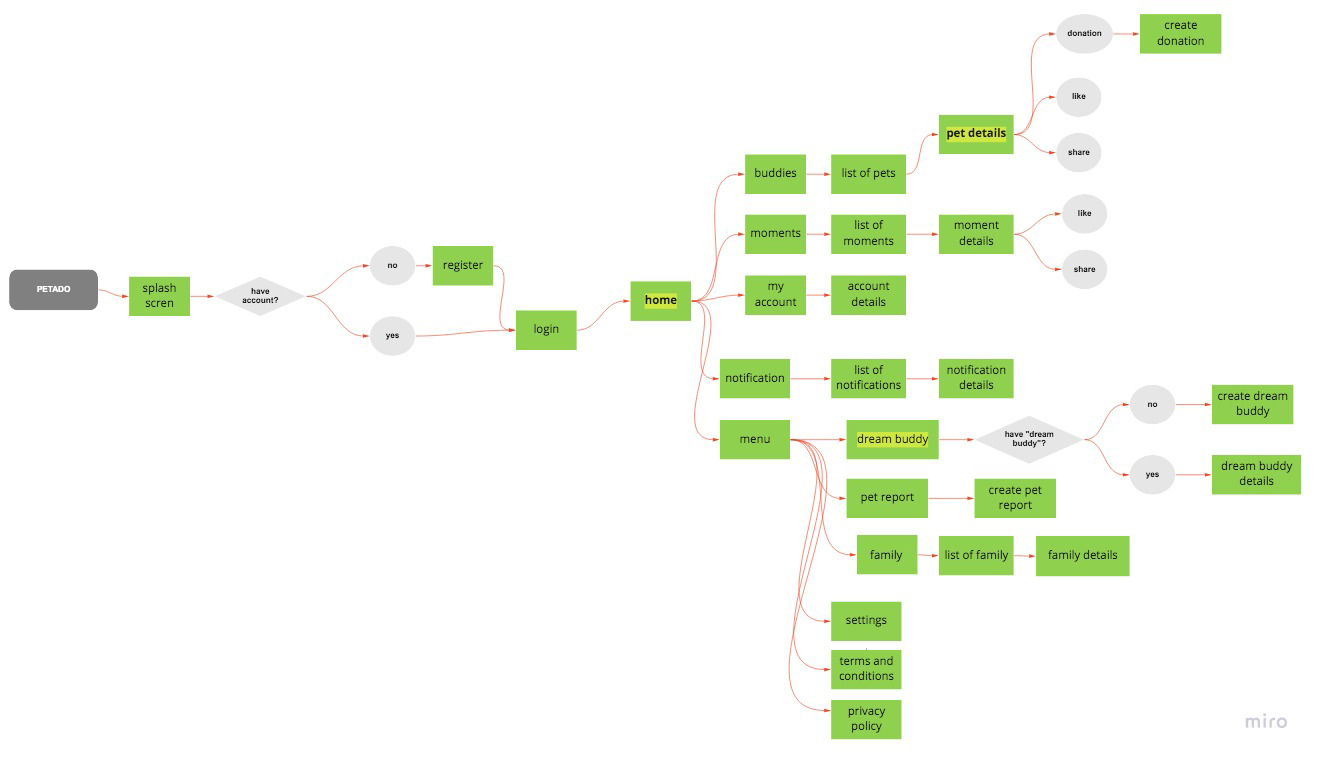 donation
create
donation
like
pet details
share
buddies
list of pets
like
moments
list of
moments
moment
details
share
no
register
my
account
account
details
PETADO
splash
scren
have
account?
home
login
yes
notification
list of
notifications
notification
details
no
create dream
buddy
menu
dream buddy
have "dream
buddy"?
yes
dream buddy
details
pet report
create pet
report
family
list of family
family details
settings
terms and
conditions
privacy
policy
miro